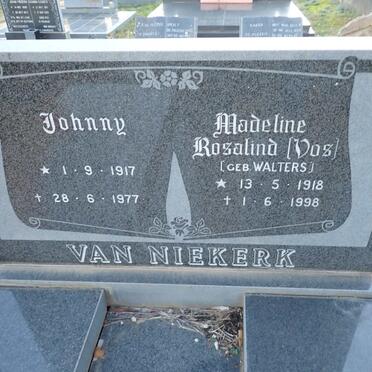 Johnny
★ 1 - 9 - 1917
† 28 - 6 - 1977
Madeline
Rosalind [Vos]
[GEB. WALTERS]
★ 13 - 5 - 1918
† 1 - 6 - 1998
VAN NIEKERK